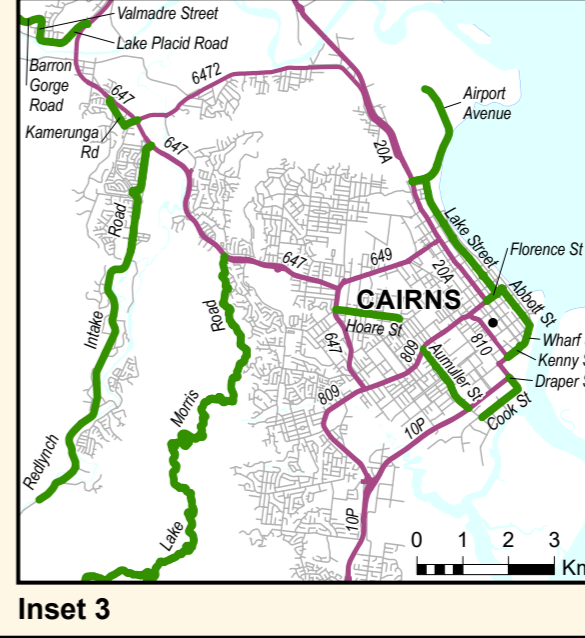 Valmadre Street
Lake Placid Road
Barron
Gorge
Road
647
6472
Kamerunga
Rd
647
Airport
Avenue
20A
Road
Intake
Redlynch
Lake Street
Florence St
647
649
20A
Abbott St
CAIRNS
Road
Hoare St
647
809
810
Wharf
Kenny S
Draper S
Aumuller St
Cook St
Morris
809
10P
Lake
10P
0 1 2 3
Km
Inset 3